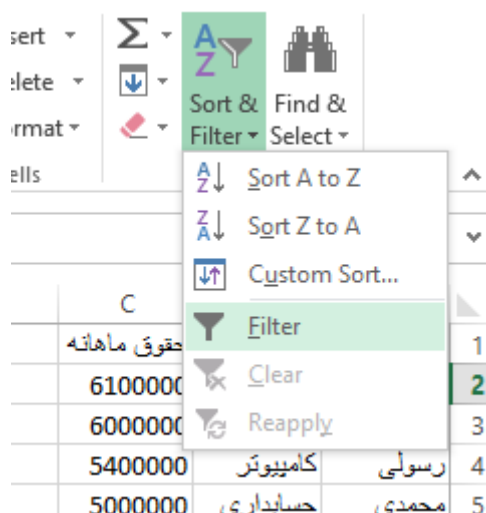 sert
elete
rmat
ells
Sort &
Filter
Find &
Select
Sort A to Z
Sort Z to A
Custom Sort...
Filter
Clear
Reapply
C
حقوق ماهانه
1
6100000
2
6000000
3
رسولی کامپیوتر 5400000
4
محمدی حسابداری 5000000
5